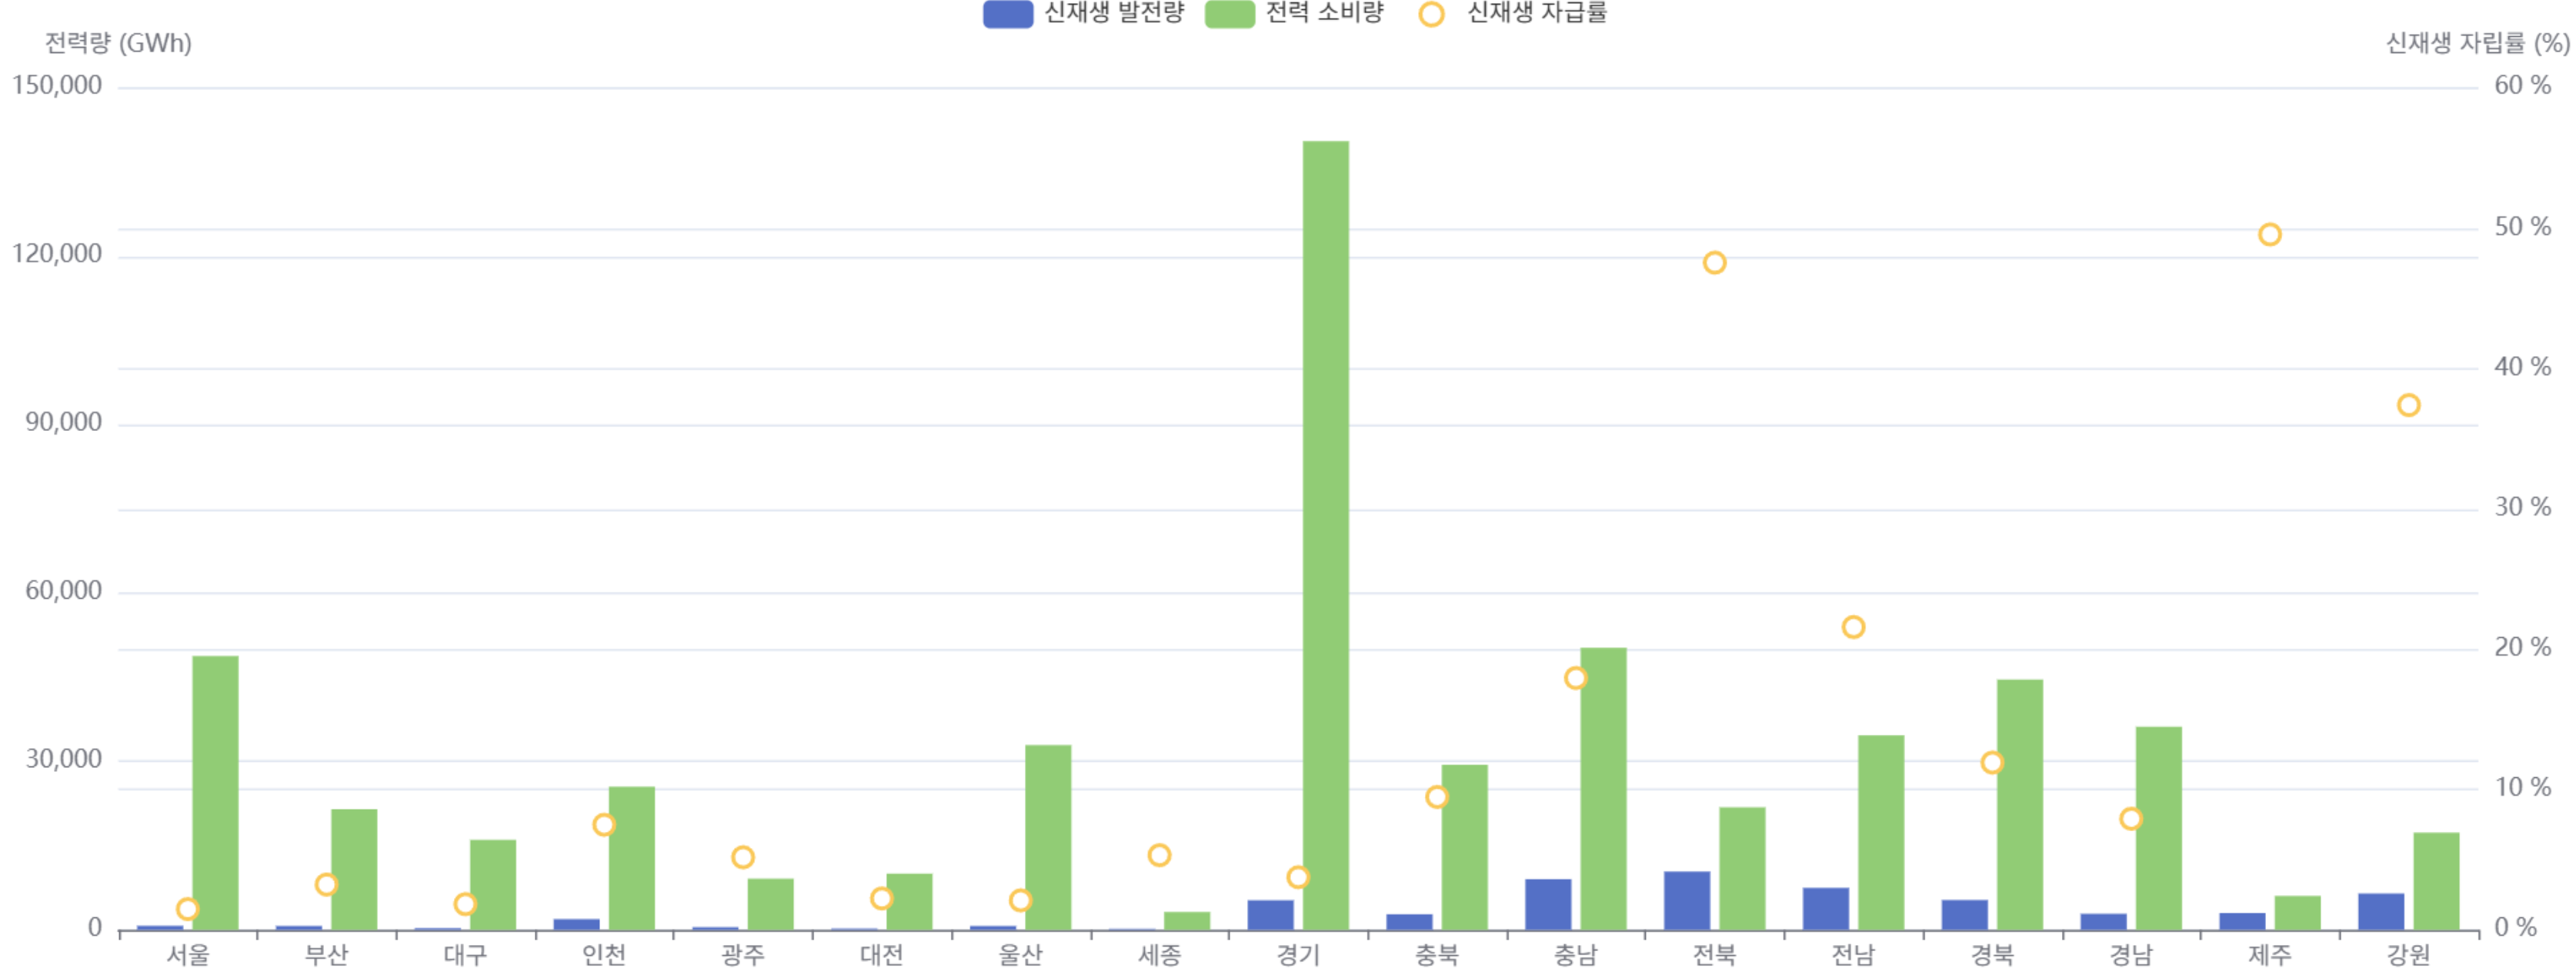 신재생 발전량 전력 소비량 신재생 자급률
전력량 (GWh) 신재생 자립률 (%)
150,000 60 %
50 %
120,000
40 %
90,000
30 %
60,000
20 %
30,000
10 %
0 0 %
서울 부산 대구 인천 광주 대전 울산 세종 경기 충북 충남 전북 전남 경북 경남 제주 강원